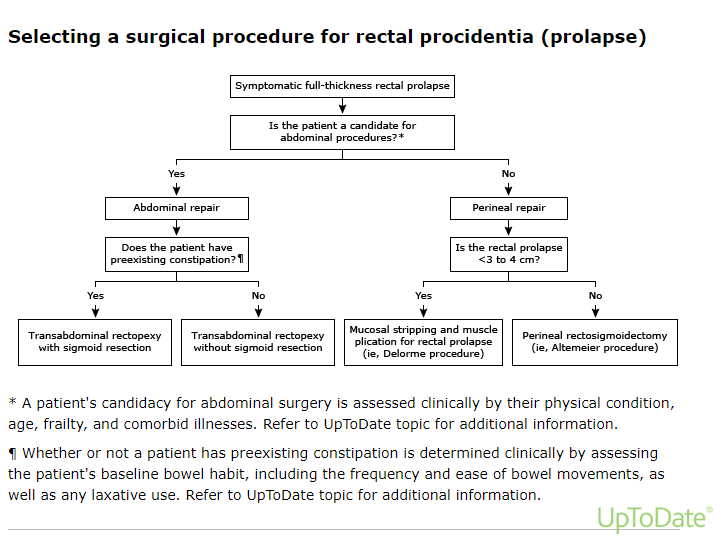 Selecting a surgical procedure for rectal procidentia (prolapse)
Symptomatic full-thickness rectal prolapse
Is the patient a candidate for
abdominal procedures?*
Yes
No
Abdominal repair
Perineal repair
Does the patient have
preexisting constipation?¶
Is the rectal prolapse
<3 to 4 cm?
Yes
No
Yes
No
Transabdominal rectopexy
with sigmoid resection
Transabdominal rectopexy
without sigmoid resection
Mucosal stripping and muscle
plication for rectal prolapse
(ie, Delorme procedure)
Perineal rectosigmoidectomy
(ie, Altemeier procedure)
* A patient's candidacy for abdominal surgery is assessed clinically by their physical condition,
age, frailty, and comorbid illnesses. Refer to UpToDate topic for additional information.
¶ Whether or not a patient has preexisting constipation is determined clinically by assessing
the patient's baseline bowel habit, including the frequency and ease of bowel movements, as
well as any laxative use. Refer to UpToDate topic for additional information.
UpToDate®